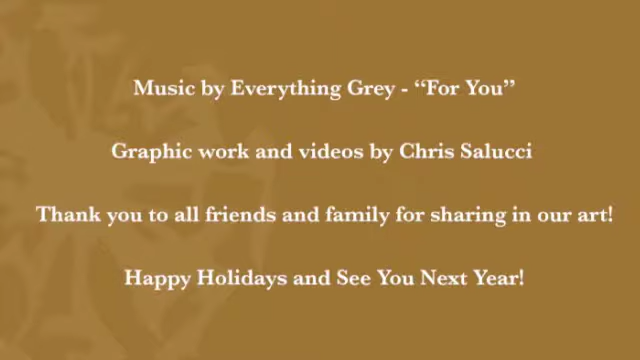 Music by Everything Grey - “For You”
Graphic work and videos by Chris Salucci
Thank you to all friends and family for sharing in our art!
Happy Holidays and See You Next Year!